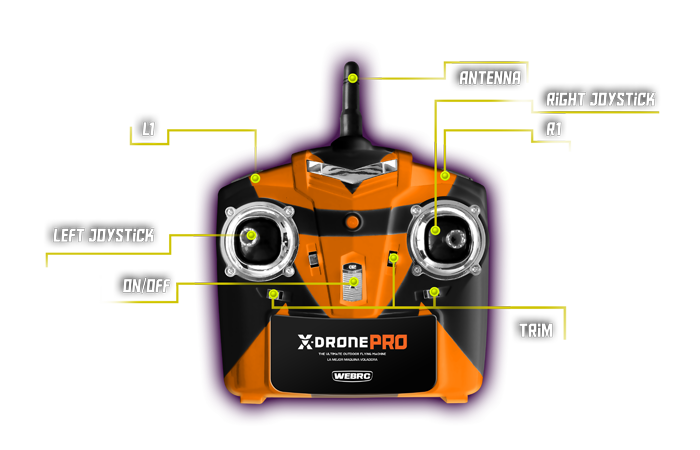 ANTENNA
RIGHT JOYSTICK
L1
R1
LEFT JOYSTICK
ON/OFF
TRIM
X-DRONEPRO
THE ULTIMATE OUTDOOR FLYING MACHINE
LA MEJOR MAQUINA VOLADORA
WEBRC